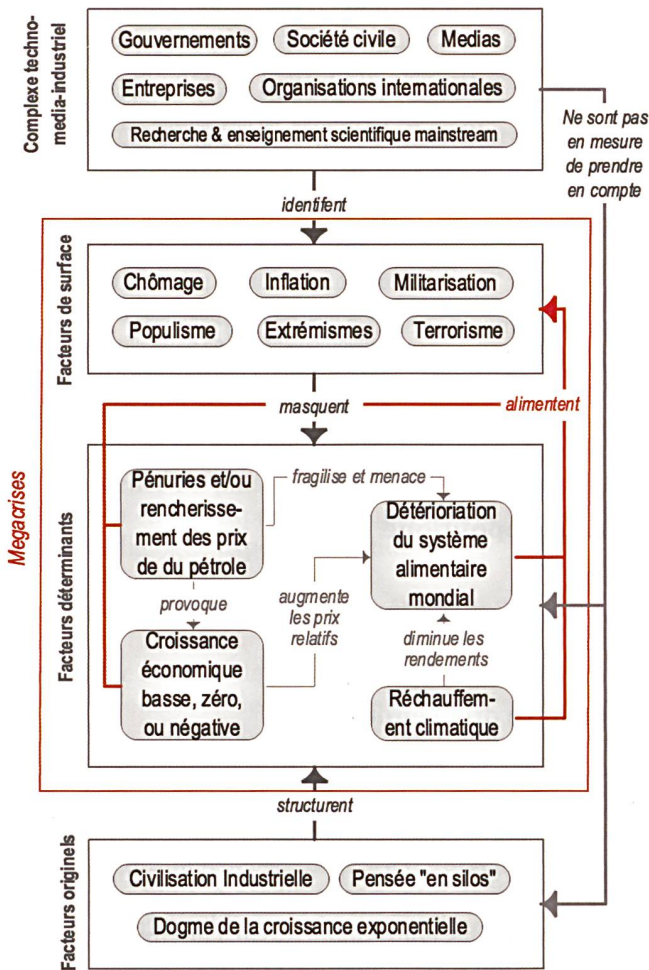 Complexe techno-
media-industriel
Gouvernements
Société civile
Medias
Entreprises
Organisations internationales
Recherche & enseignement scientifique mainstream
Ne sont pas
en mesure
de prendre
en compte
identifent
Megacrises
Facteurs de surface
Chômage
Inflation
Militarisation
Populisme
Extrémismes
Terrorisme
masquent
alimentent
Facteurs déterminants
Pénuries et/ou
rencherisse-
ment des prix
de du pétrole
fragilise et menace
Détérioriation
du système
alimentaire
mondial
provoque
augmente
les prix
relatifs
diminue les
rendements
Croissance
économique
basse, zéro,
ou négative
Réchauffem-
ent climatique
structurent
Facteurs originels
Civilisation Industrielle
Pensée "en silos"
Dogme de la croissance exponentielle